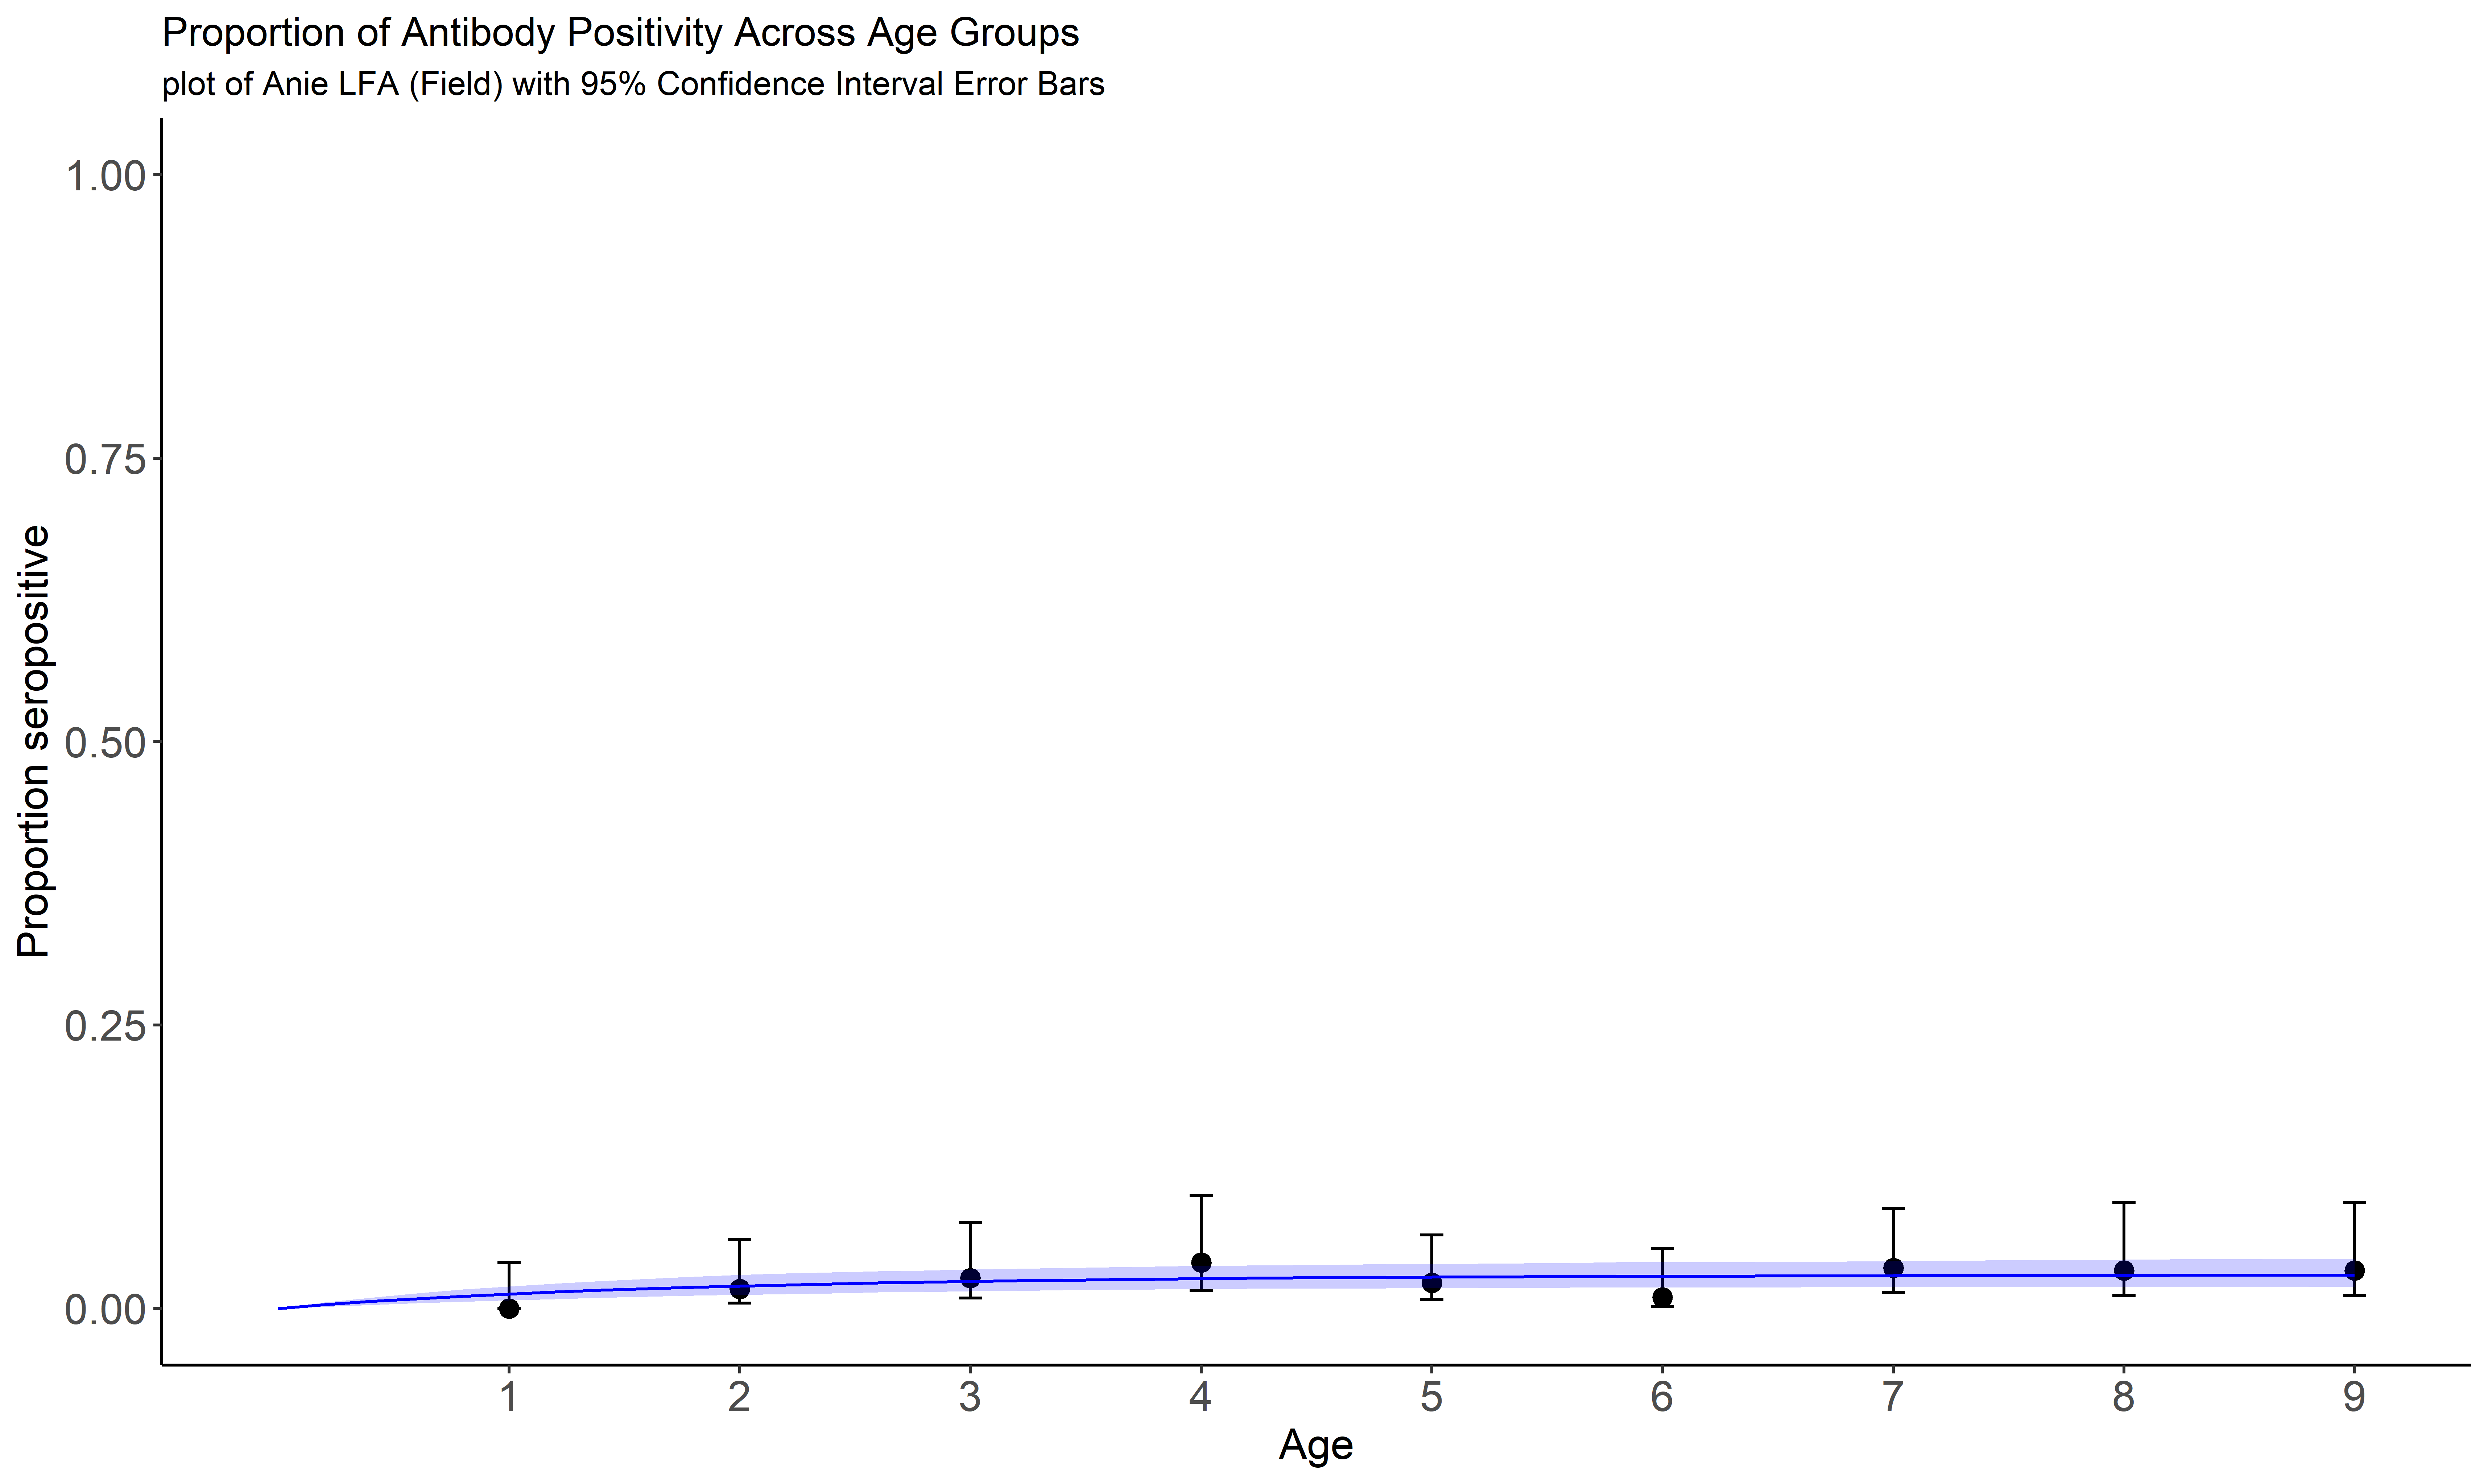 Proportion of Antibody Positivity Across Age Groups
plot of Anie LFA (Field) with 95% Confidence Interval Error Bars
1.00
0.75
0.50
0.25
0.00
Proportion seropositive
1 2 3 4 5 6 7 8 9
Age